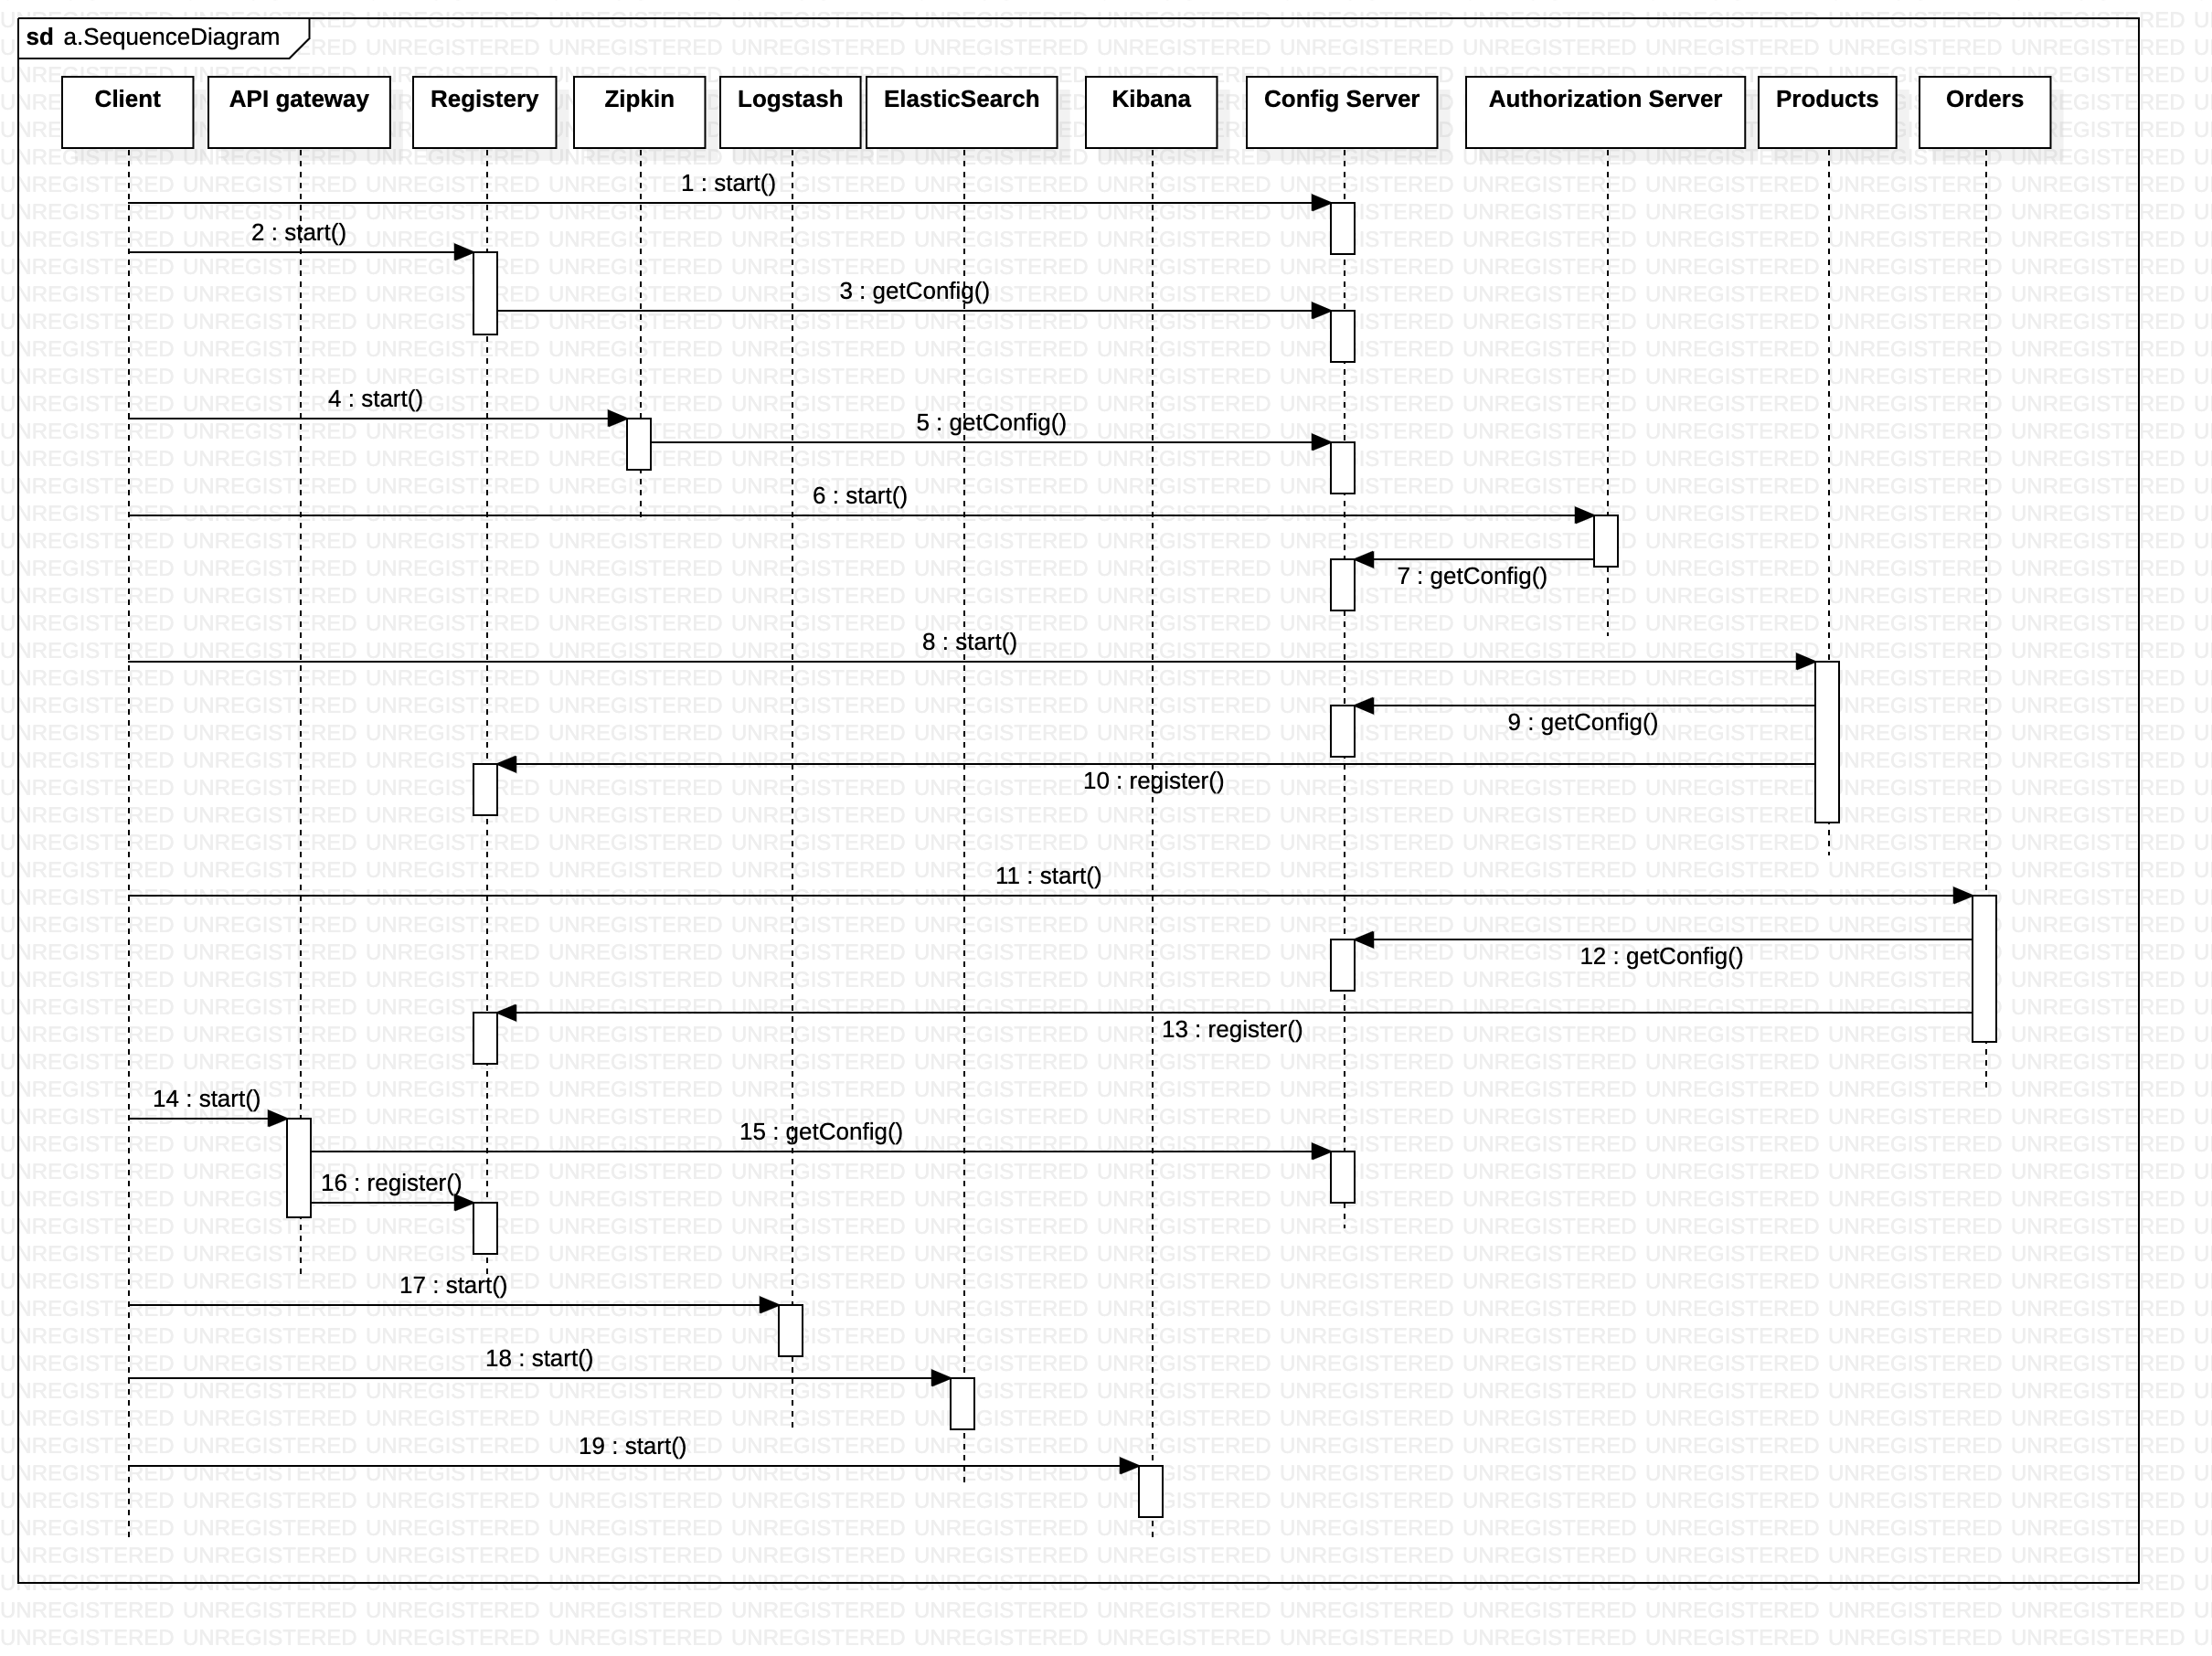 sd a.SequenceDiagram
Client
API gateway
Registery
Zipkin
Logstash
ElasticSearch
Kibana
Config Server
Authorization Server
Products
Orders
1 : start()
2 : start()
3 : getConfig()
4 : start()
5 : getConfig()
6 : start()
7 : getConfig()
8 : start()
9 : getConfig()
10 : register()
11 : start()
12 : getConfig()
13 : register()
14 : start()
15 : getConfig()
16 : register()
17 : start()
18 : start()
19 : start()
UNREGISTERED